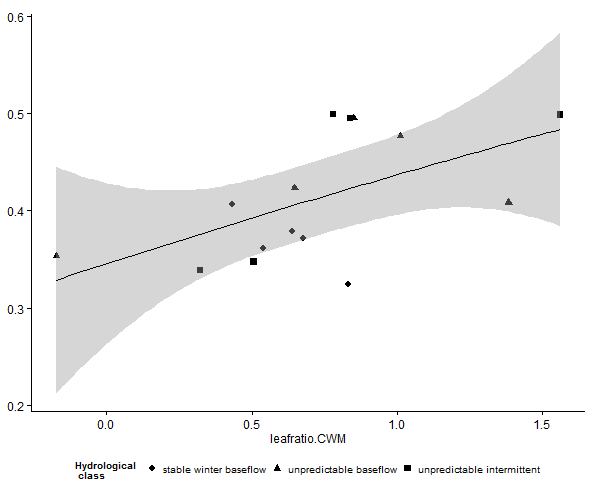 0.6
0.5
0.4
0.3
0.2
0.0 0.5 1.0 1.5
leafratio.CWM
Hydrological
class
stable winter baseflow unpredictable baseflow unpredictable intermittent